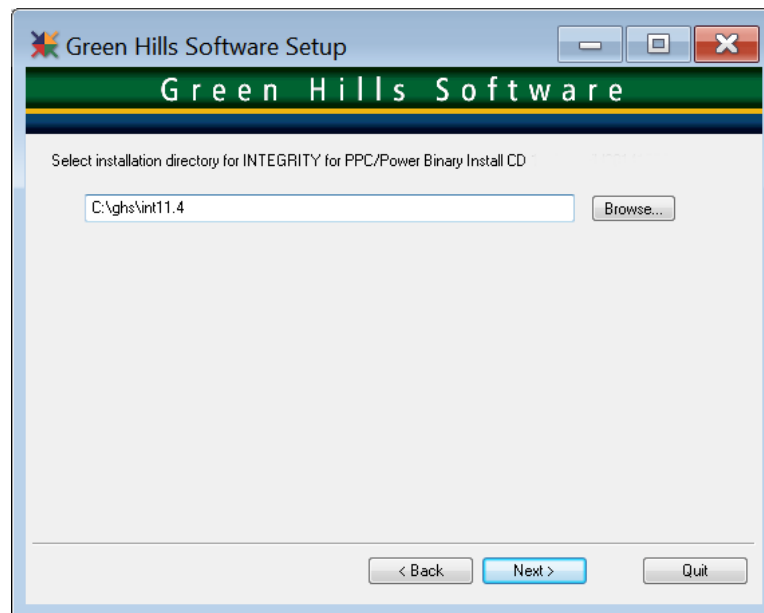 Green Hills Software Setup
Green Hills Software
Select installation directory for INTEGRITY for PPC/Power Binary Install CD
C:\ghs\int11.4
Browse...
< Back
Next >
Quit